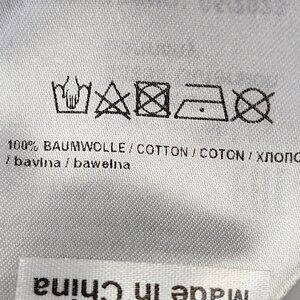 100% BAUMWOLLE / COTTON / COTON / ХЛОПО
/ bavlna / bawełna
Made in China